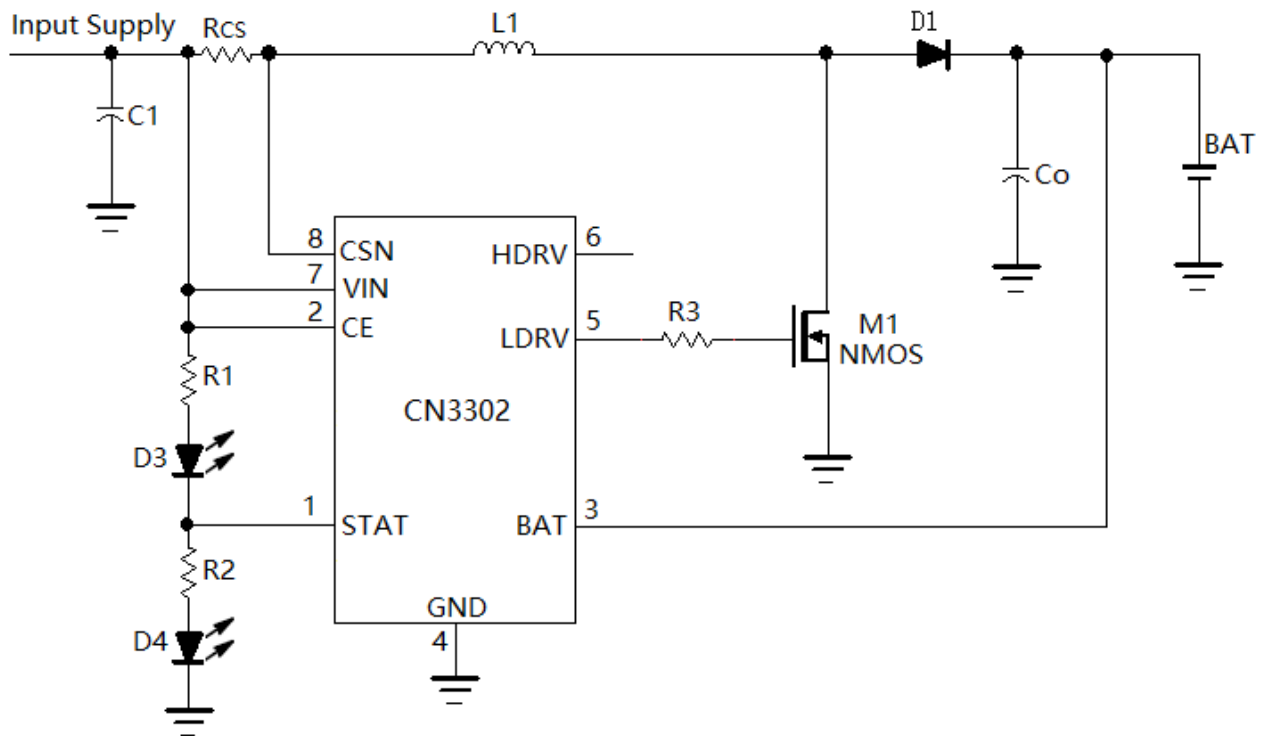 Input Supply
RCS
L1
D1
C1
Co
BAT
8
CSN
HDRV
6
7
VIN
2
CE
LDRV
5
R3
M1
NMOS
R1
CN3302
D3
1
STAT
BAT
3
R2
GND
D4
4